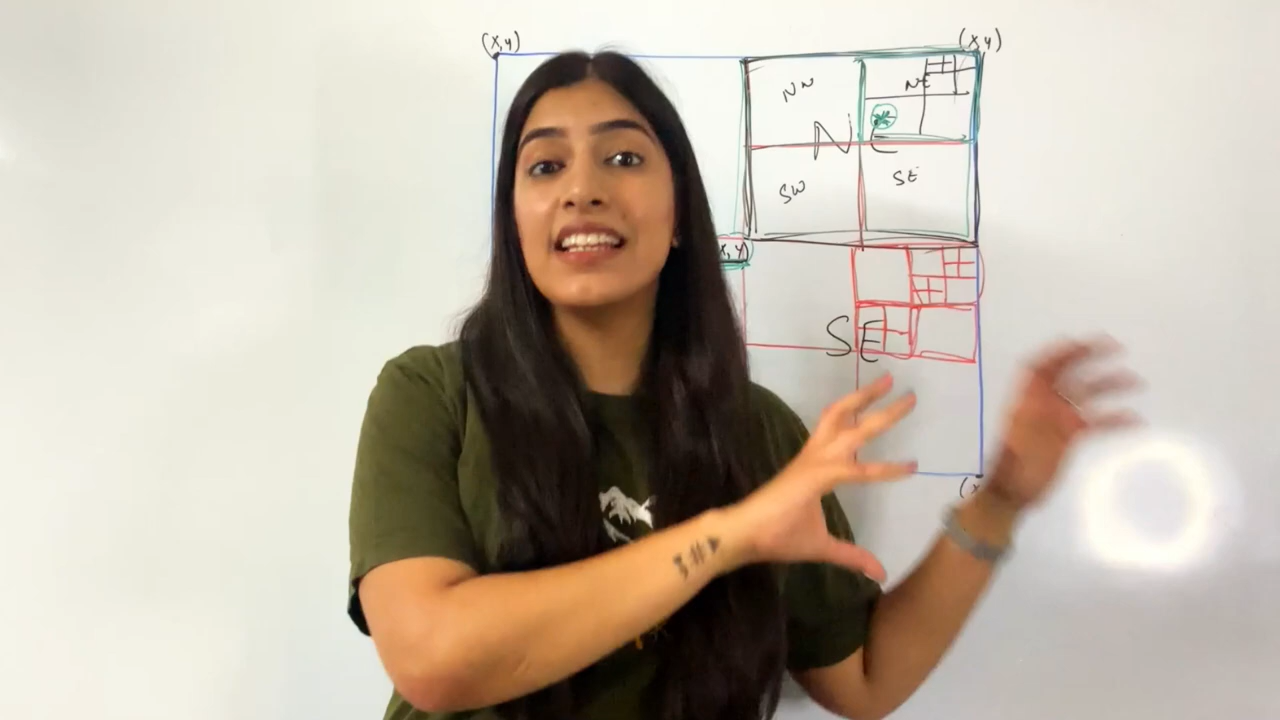 (x,y)
(x,y)
NW
NE
NE
SW
SE
x, y)
SE
(x